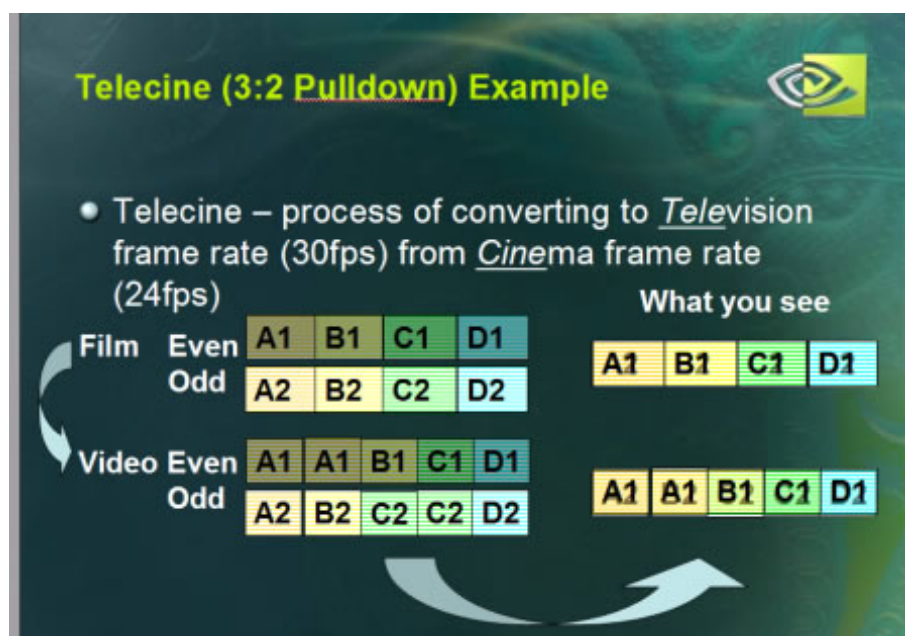 Telecine (3:2 Pulldown) Example
Telecine – process of converting to Television
frame rate (30fps) from Cinema frame rate
(24fps)
What you see
Film Even A1 B1 C1 D1
Odd A2 B2 C2 D2
A1 B1 C1 D1
Video Even A1 A1 B1 C1 D1
Odd A2 B2 C2 C2 D2
A1 A1 B1 C1 D1